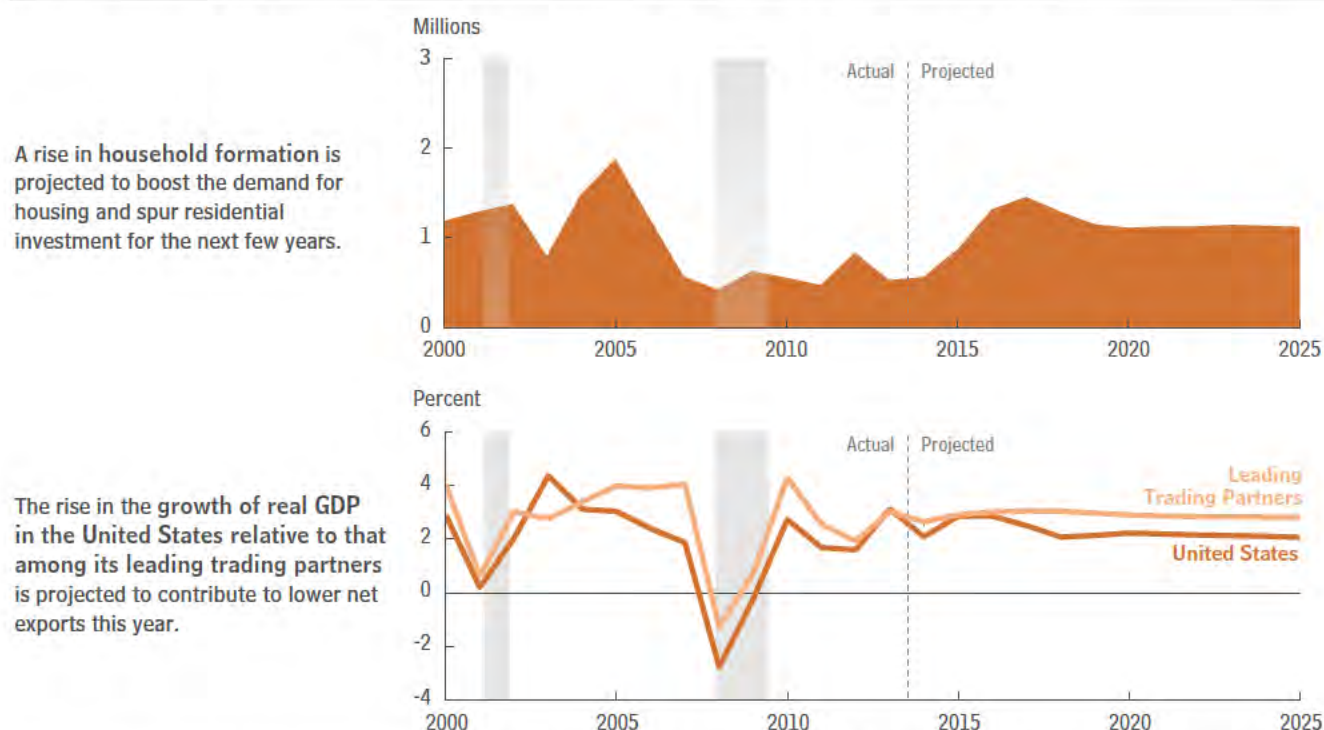 Millions
3
Actual
Projected
A rise in household formation is
projected to boost the demand for
housing and spur residential
investment for the next few years.
2
1
0
2000
2005
2010
2015
2020
2025
Percent
6
Actual
Projected
4
Leading
Trading Partners
The rise in the growth of real GDP
in the United States relative to that
among its leading trading partners
is projected to contribute to lower net
exports this year.
2
United States
0
-2
-4
2000
2005
2010
2015
2020
2025